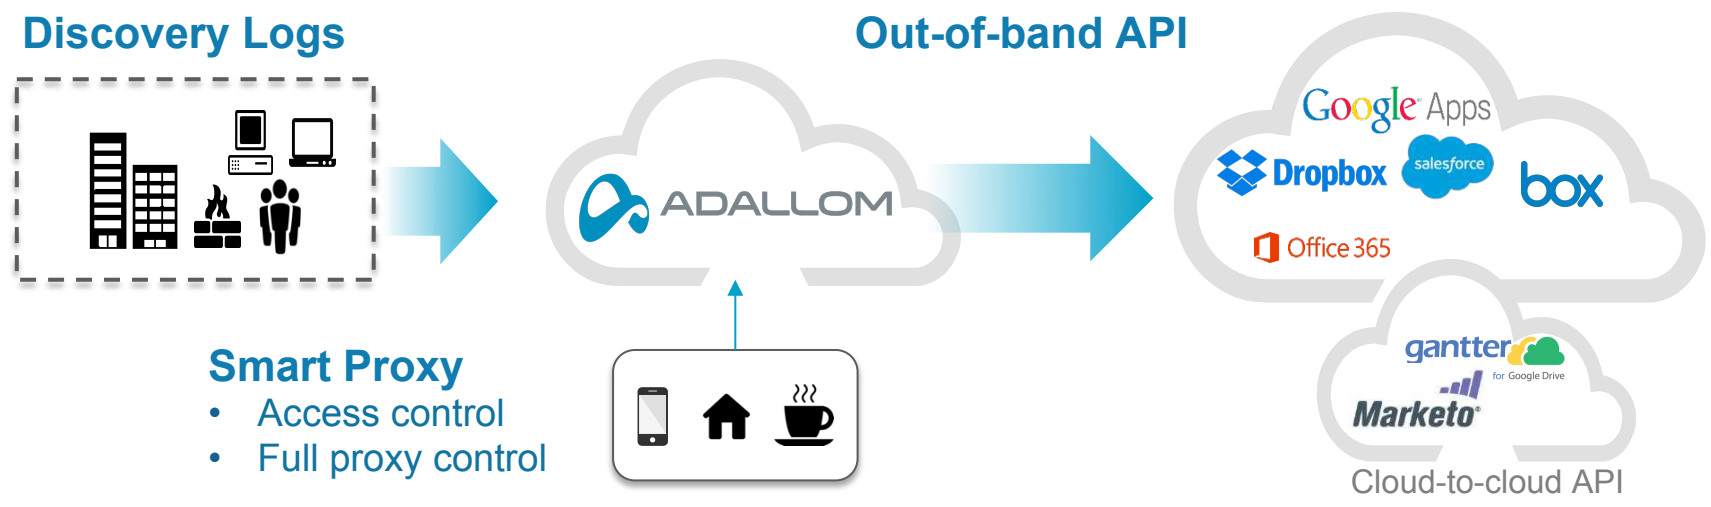 Discovery Logs
Out-of-band API
Google Apps
Dropbox
salesforce
box
ADALLOM
Office 365
Smart Proxy
• Access control
• Full proxy control
gantter
for Google Drive
Marketo®
Cloud-to-cloud API